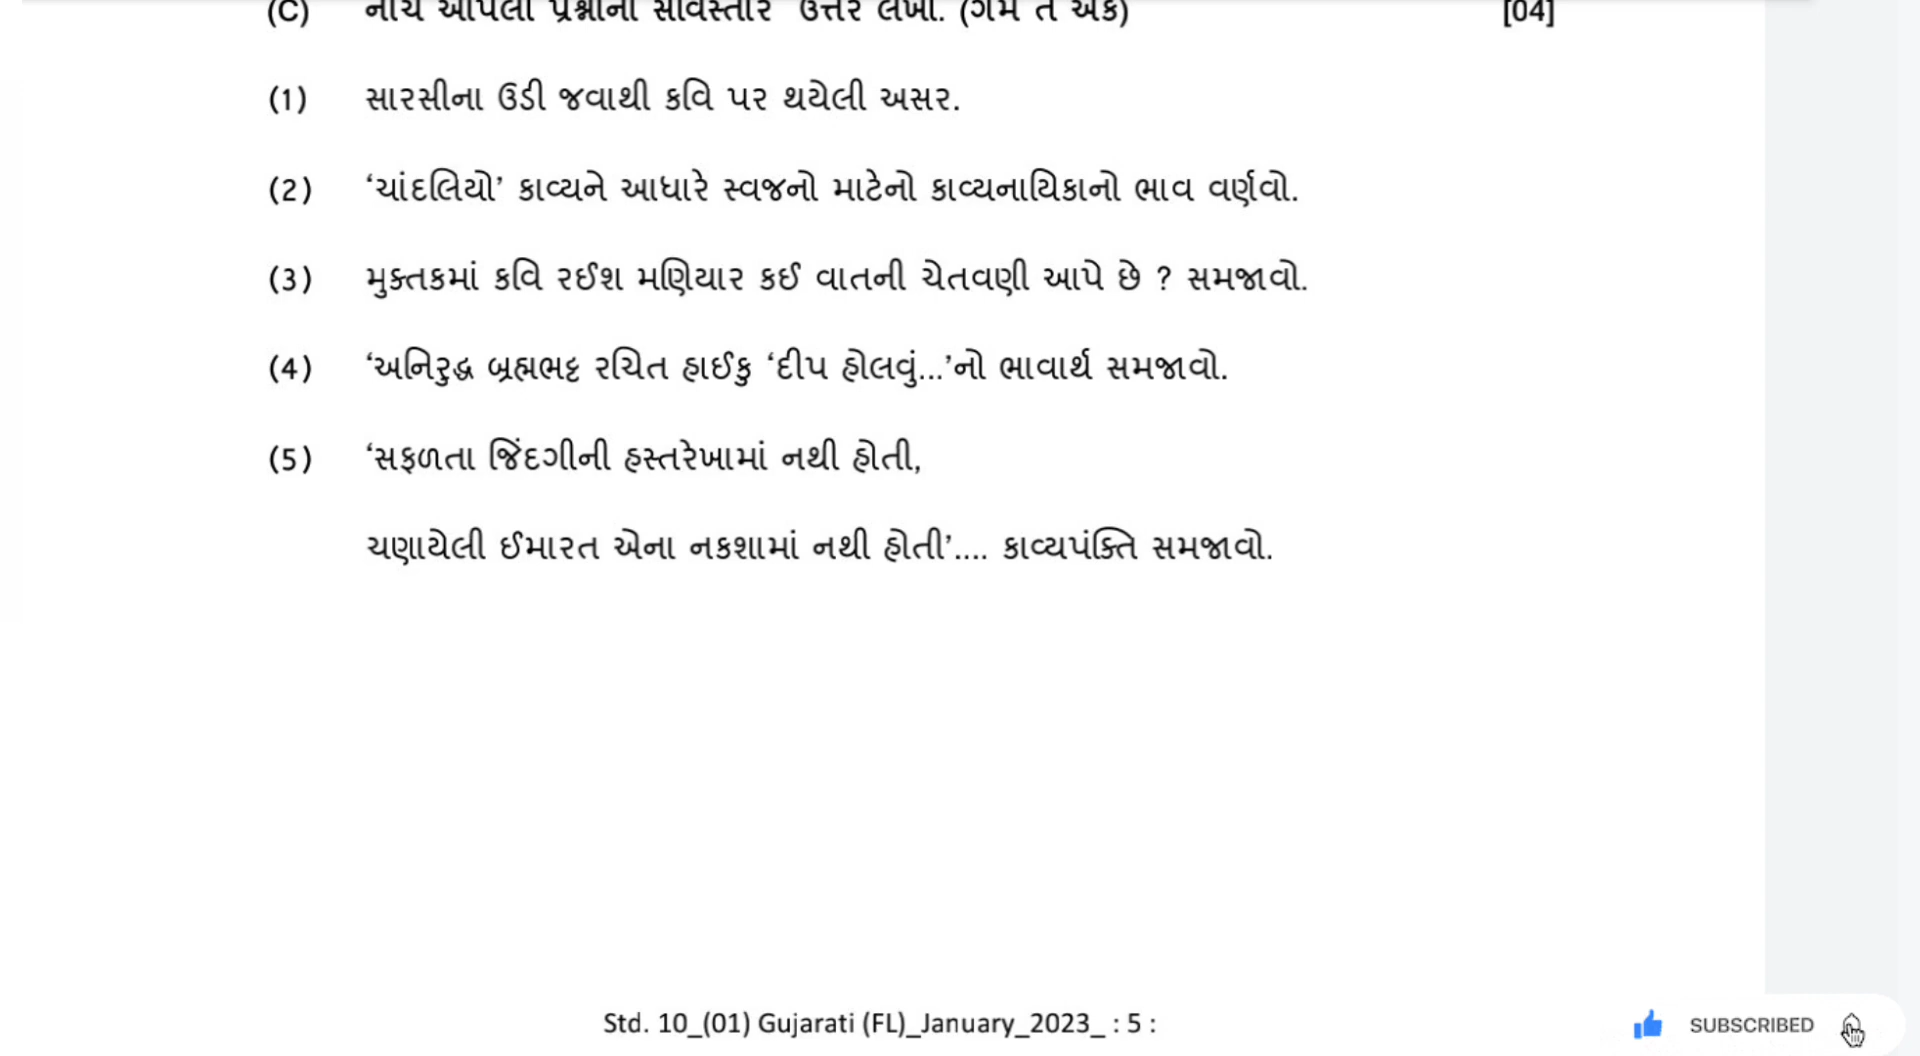 (C) નીચે આપેલા પ્રશ્નોના સવિસ્તાર ઉત્તર લખો. (ગમે તે એક) [04]
(1) સારસીના ઉડી જવાથી કવિ પર થયેલી અસર.
(2) ‘ચાંદલિયો’ કાવ્યને આધારે સ્વજનો માટેનો કાવ્યનાયિકાનો ભાવ વર્ણવો.
(3) મુક્તકમાં કવિ રઈશ મણિયાર કઈ વાતની ચેતવણી આપે છે ? સમજાવો.
(4) ‘અનિરુદ્ધ બ્રહ્મભટ્ટ રચિત હાઈકુ ‘દીપ હોલવું...’નો ભાવાર્થ સમજાવો.
(5) ‘સફળતા જિંદગીની હસ્તરેખામાં નથી હોતી,
ચણાયેલી ઈમારત એના નકશામાં નથી હોતી’.... કાવ્યપંક્તિ સમજાવો.
Std. 10_(01) Gujarati (FL)_January_2023_ : 5 :
SUBSCRIBED